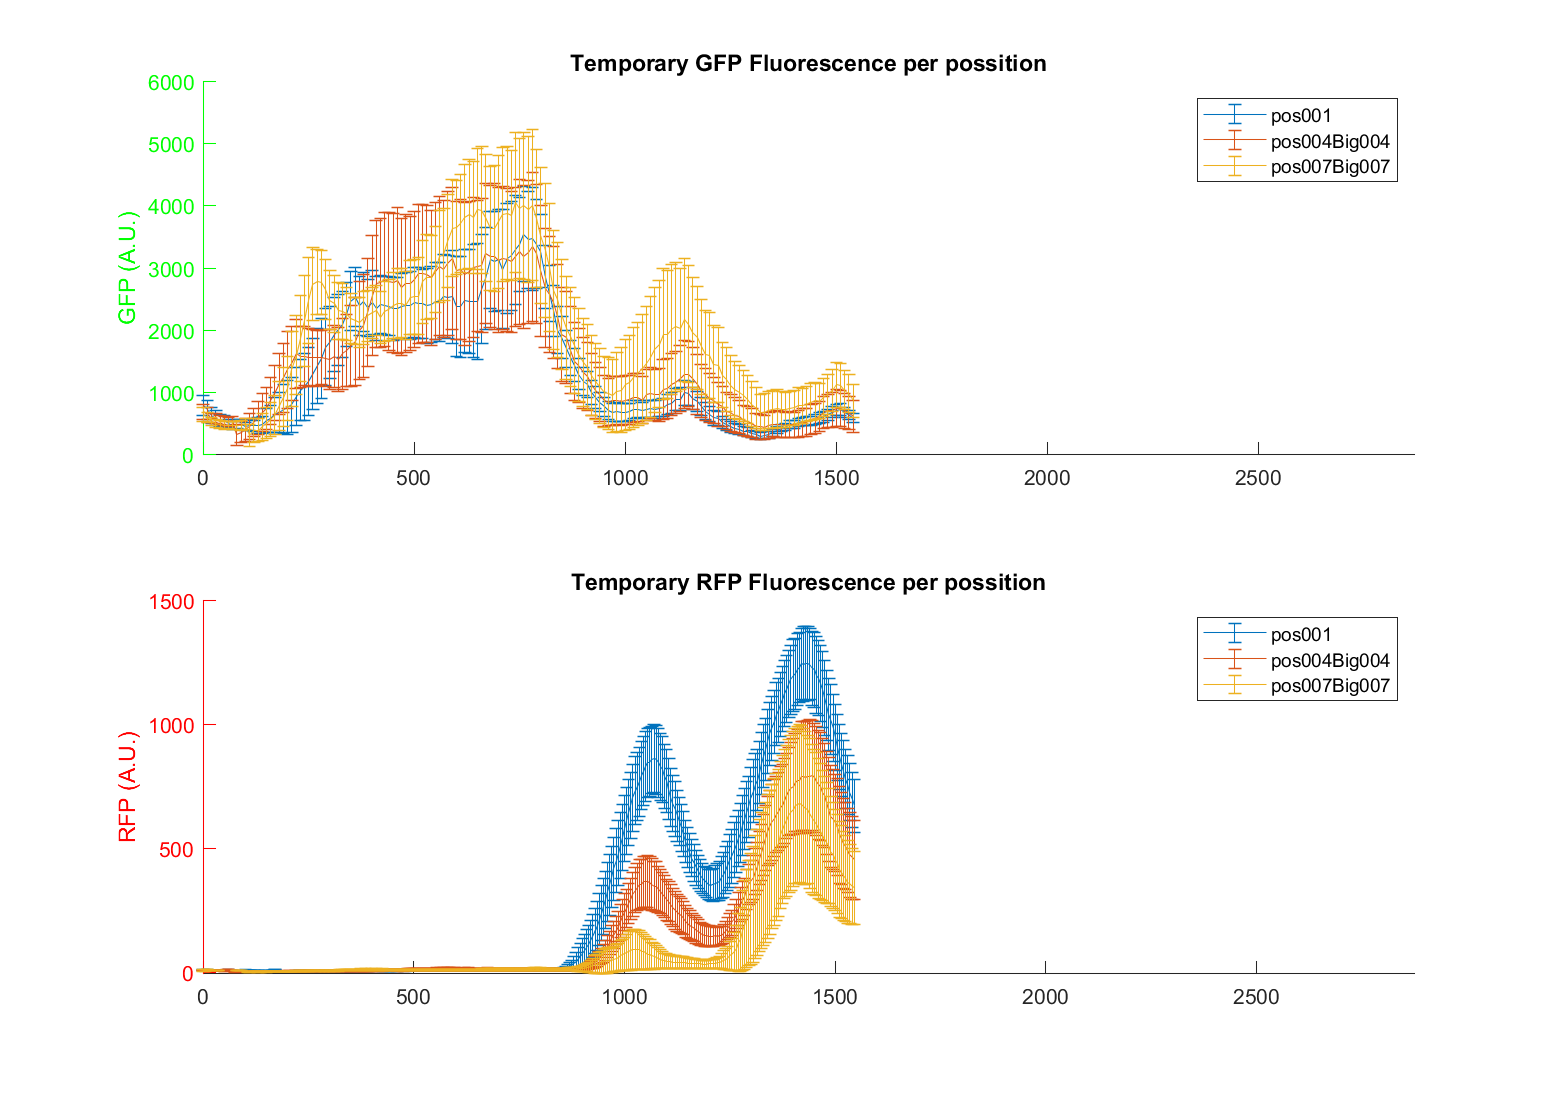 Temporary GFP Fluorescence per possition
6000
5000
4000
3000
2000
1000
0
GFP (A.U.)
0 500 1000 1500 2000 2500
pos001
pos004Big004
pos007Big007
Temporary RFP Fluorescence per possition
1500
1000
500
0
RFP (A.U.)
0 500 1000 1500 2000 2500
pos001
pos004Big004
pos007Big007